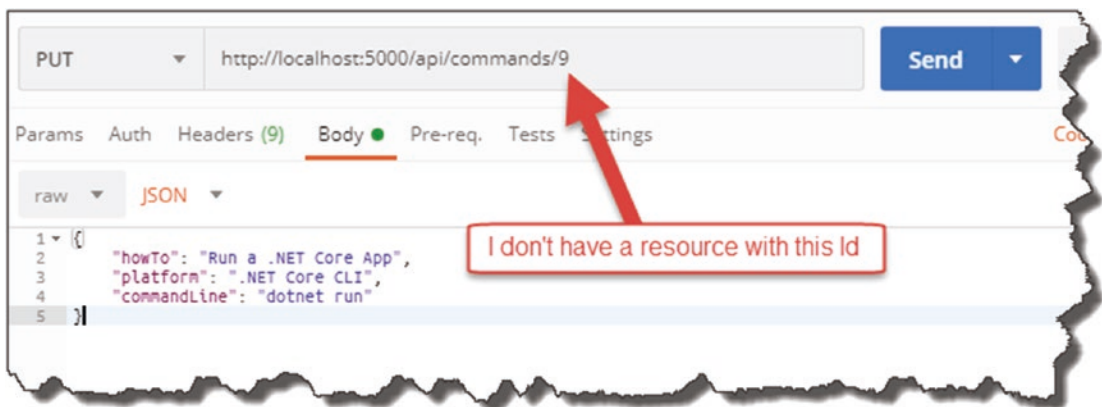 PUT http://localhost:5000/api/commands/9 Send
Params Auth Headers (9) Body Pre-req. Tests Settings
raw JSON
I don't have a resource with this Id
1 {
2 "howTo": "Run a .NET Core App",
3 "platform": ".NET Core CLI",
4 "commandLine": "dotnet run"
5 }